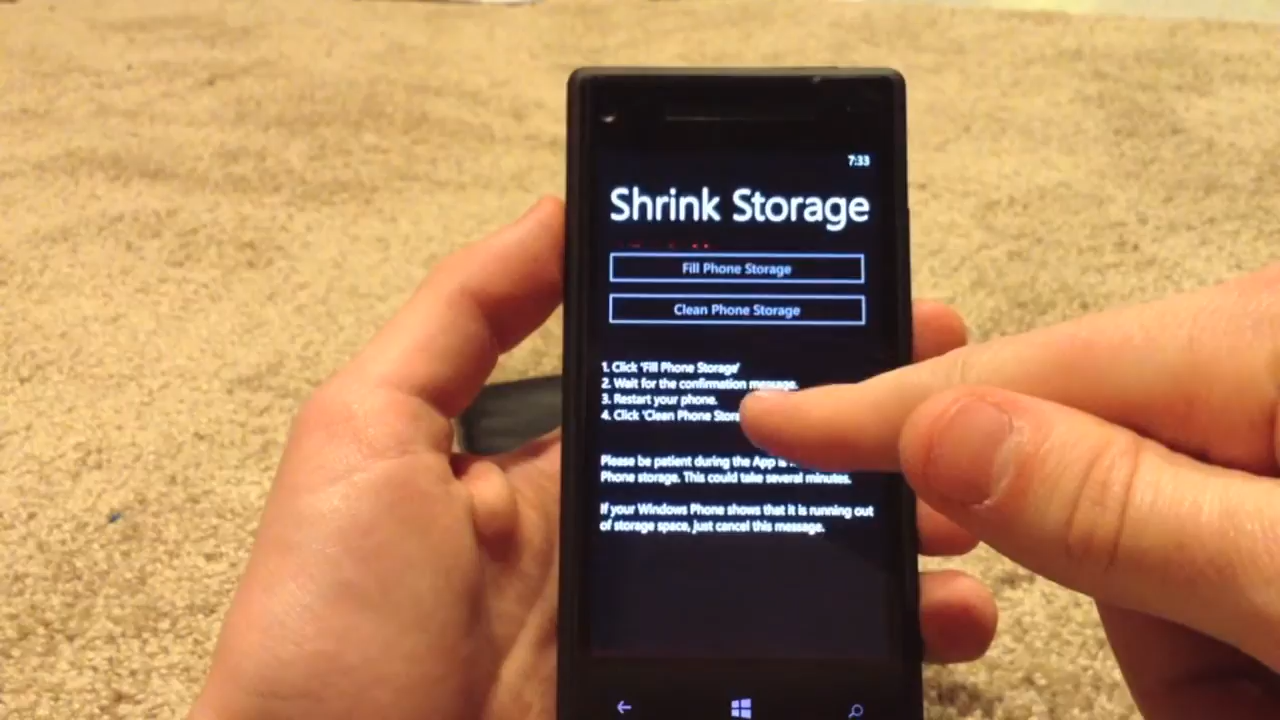 7:33
Shrink Storage
Fill Phone Storage
Clean Phone Storage
1. Click 'Fill Phone Storage'
2. Wait for the confirmation message.
3. Restart your phone.
4. Click 'Clean Phone
Please be patient during the App is
Phone storage. This could take several minutes.
If your Windows Phone shows that it is running out
of storage space, just cancel this message.